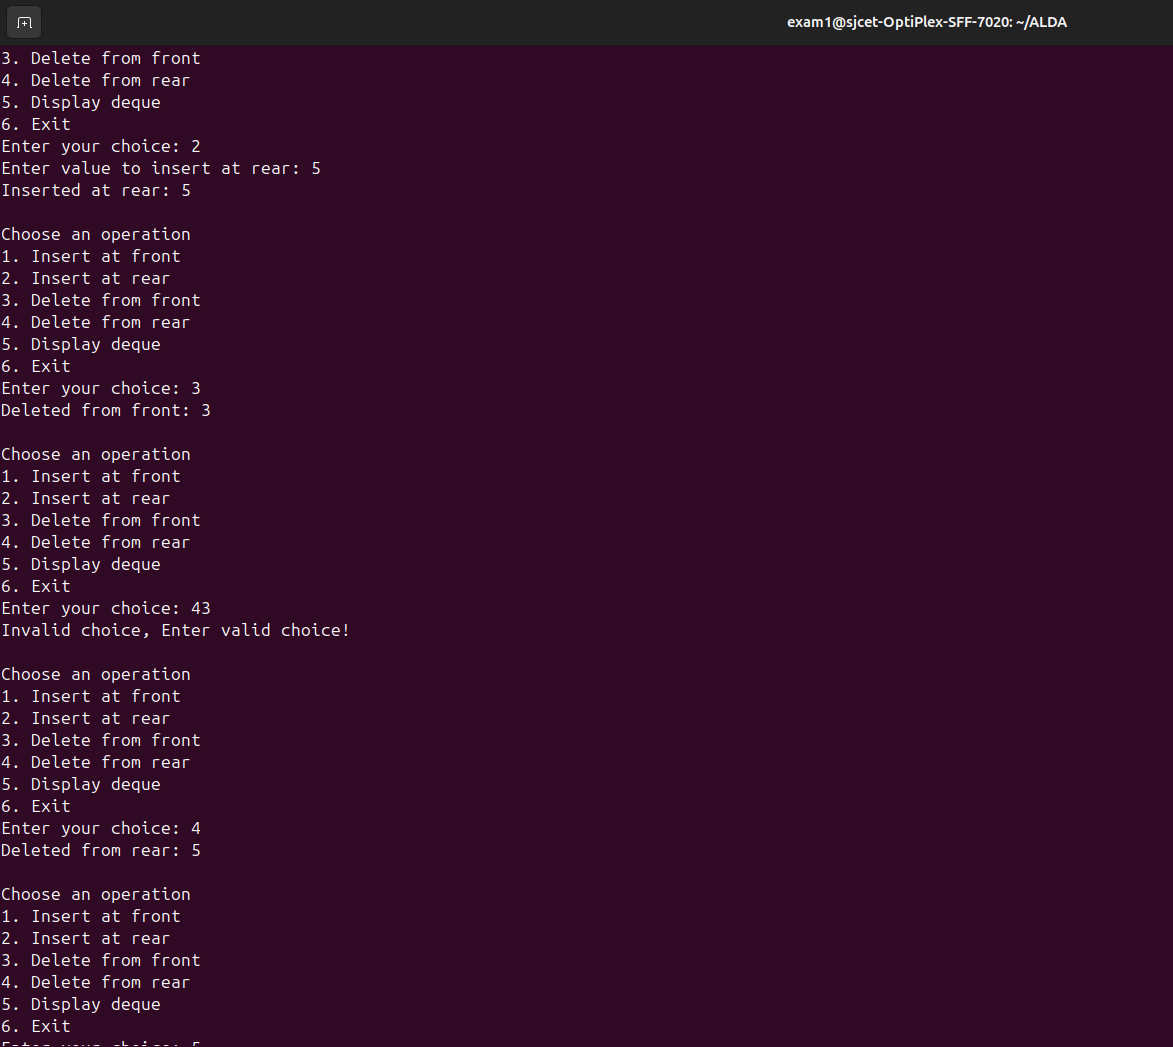 exam1@sjcet-OptiPlex-SFF-7020: ~/ALDA
3. Delete from front
4. Delete from rear
5. Display deque
6. Exit
Enter your choice: 2
Enter value to insert at rear: 5
Inserted at rear: 5
Choose an operation
1. Insert at front
2. Insert at rear
3. Delete from front
4. Delete from rear
5. Display deque
6. Exit
Enter your choice: 3
Deleted from front: 3
Choose an operation
1. Insert at front
2. Insert at rear
3. Delete from front
4. Delete from rear
5. Display deque
6. Exit
Enter your choice: 43
Invalid choice, Enter valid choice!
Choose an operation
1. Insert at front
2. Insert at rear
3. Delete from front
4. Delete from rear
5. Display deque
6. Exit
Enter your choice: 4
Deleted from rear: 5
Choose an operation
1. Insert at front
2. Insert at rear
3. Delete from front
4. Delete from rear
5. Display deque
6. Exit
Enter your choice: 5